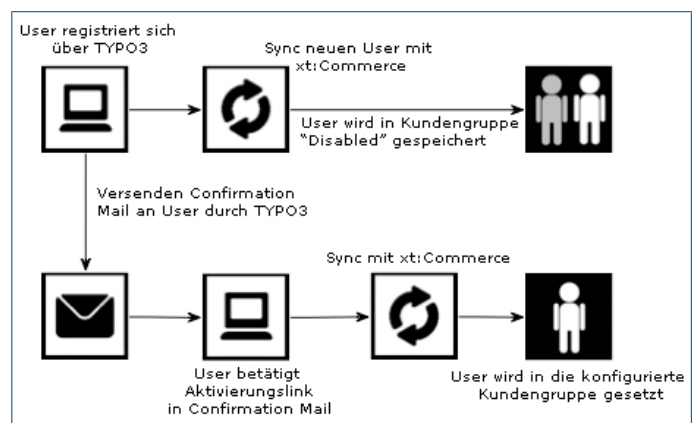 User registriert sich
über TYPO3
Sync neuen User mit
xt:Commerce
User wird in Kundengruppe
"Disabled" gespeichert
Versenden Confirmation
Mail an User durch TYPO3
Sync mit xt:Commerce
User betätigt
Aktivierungslink
in Confirmation Mail
User wird in die konfigurierte
Kundengruppe gesetzt